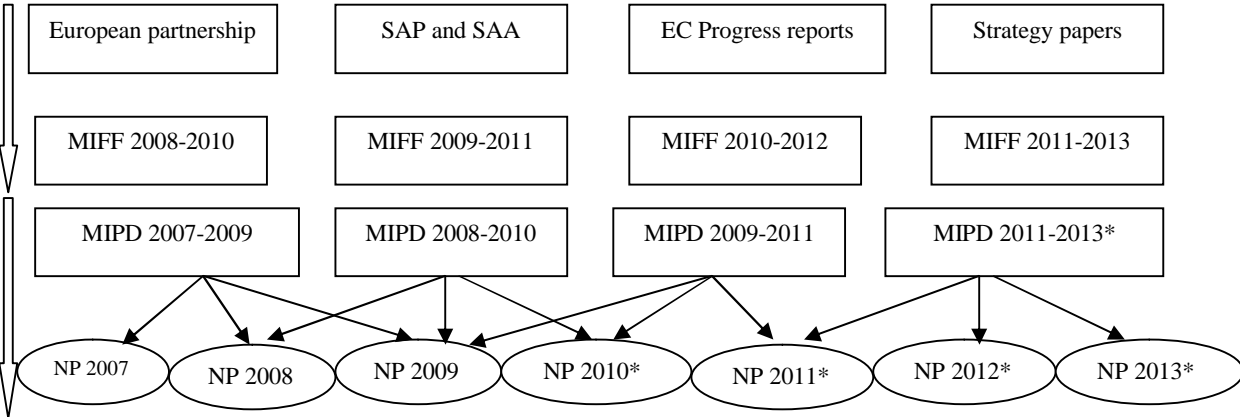 European partnership
SAP and SAA
EC Progress reports
Strategy papers
MIFF 2008-2010
MIFF 2009-2011
MIFF 2010-2012
MIFF 2011-2013
MIPD 2007-2009
MIPD 2008-2010
MIPD 2009-2011
MIPD 2011-2013*
NP 2007
NP 2008
NP 2009
NP 2010*
NP 2011*
NP 2012*
NP 2013*